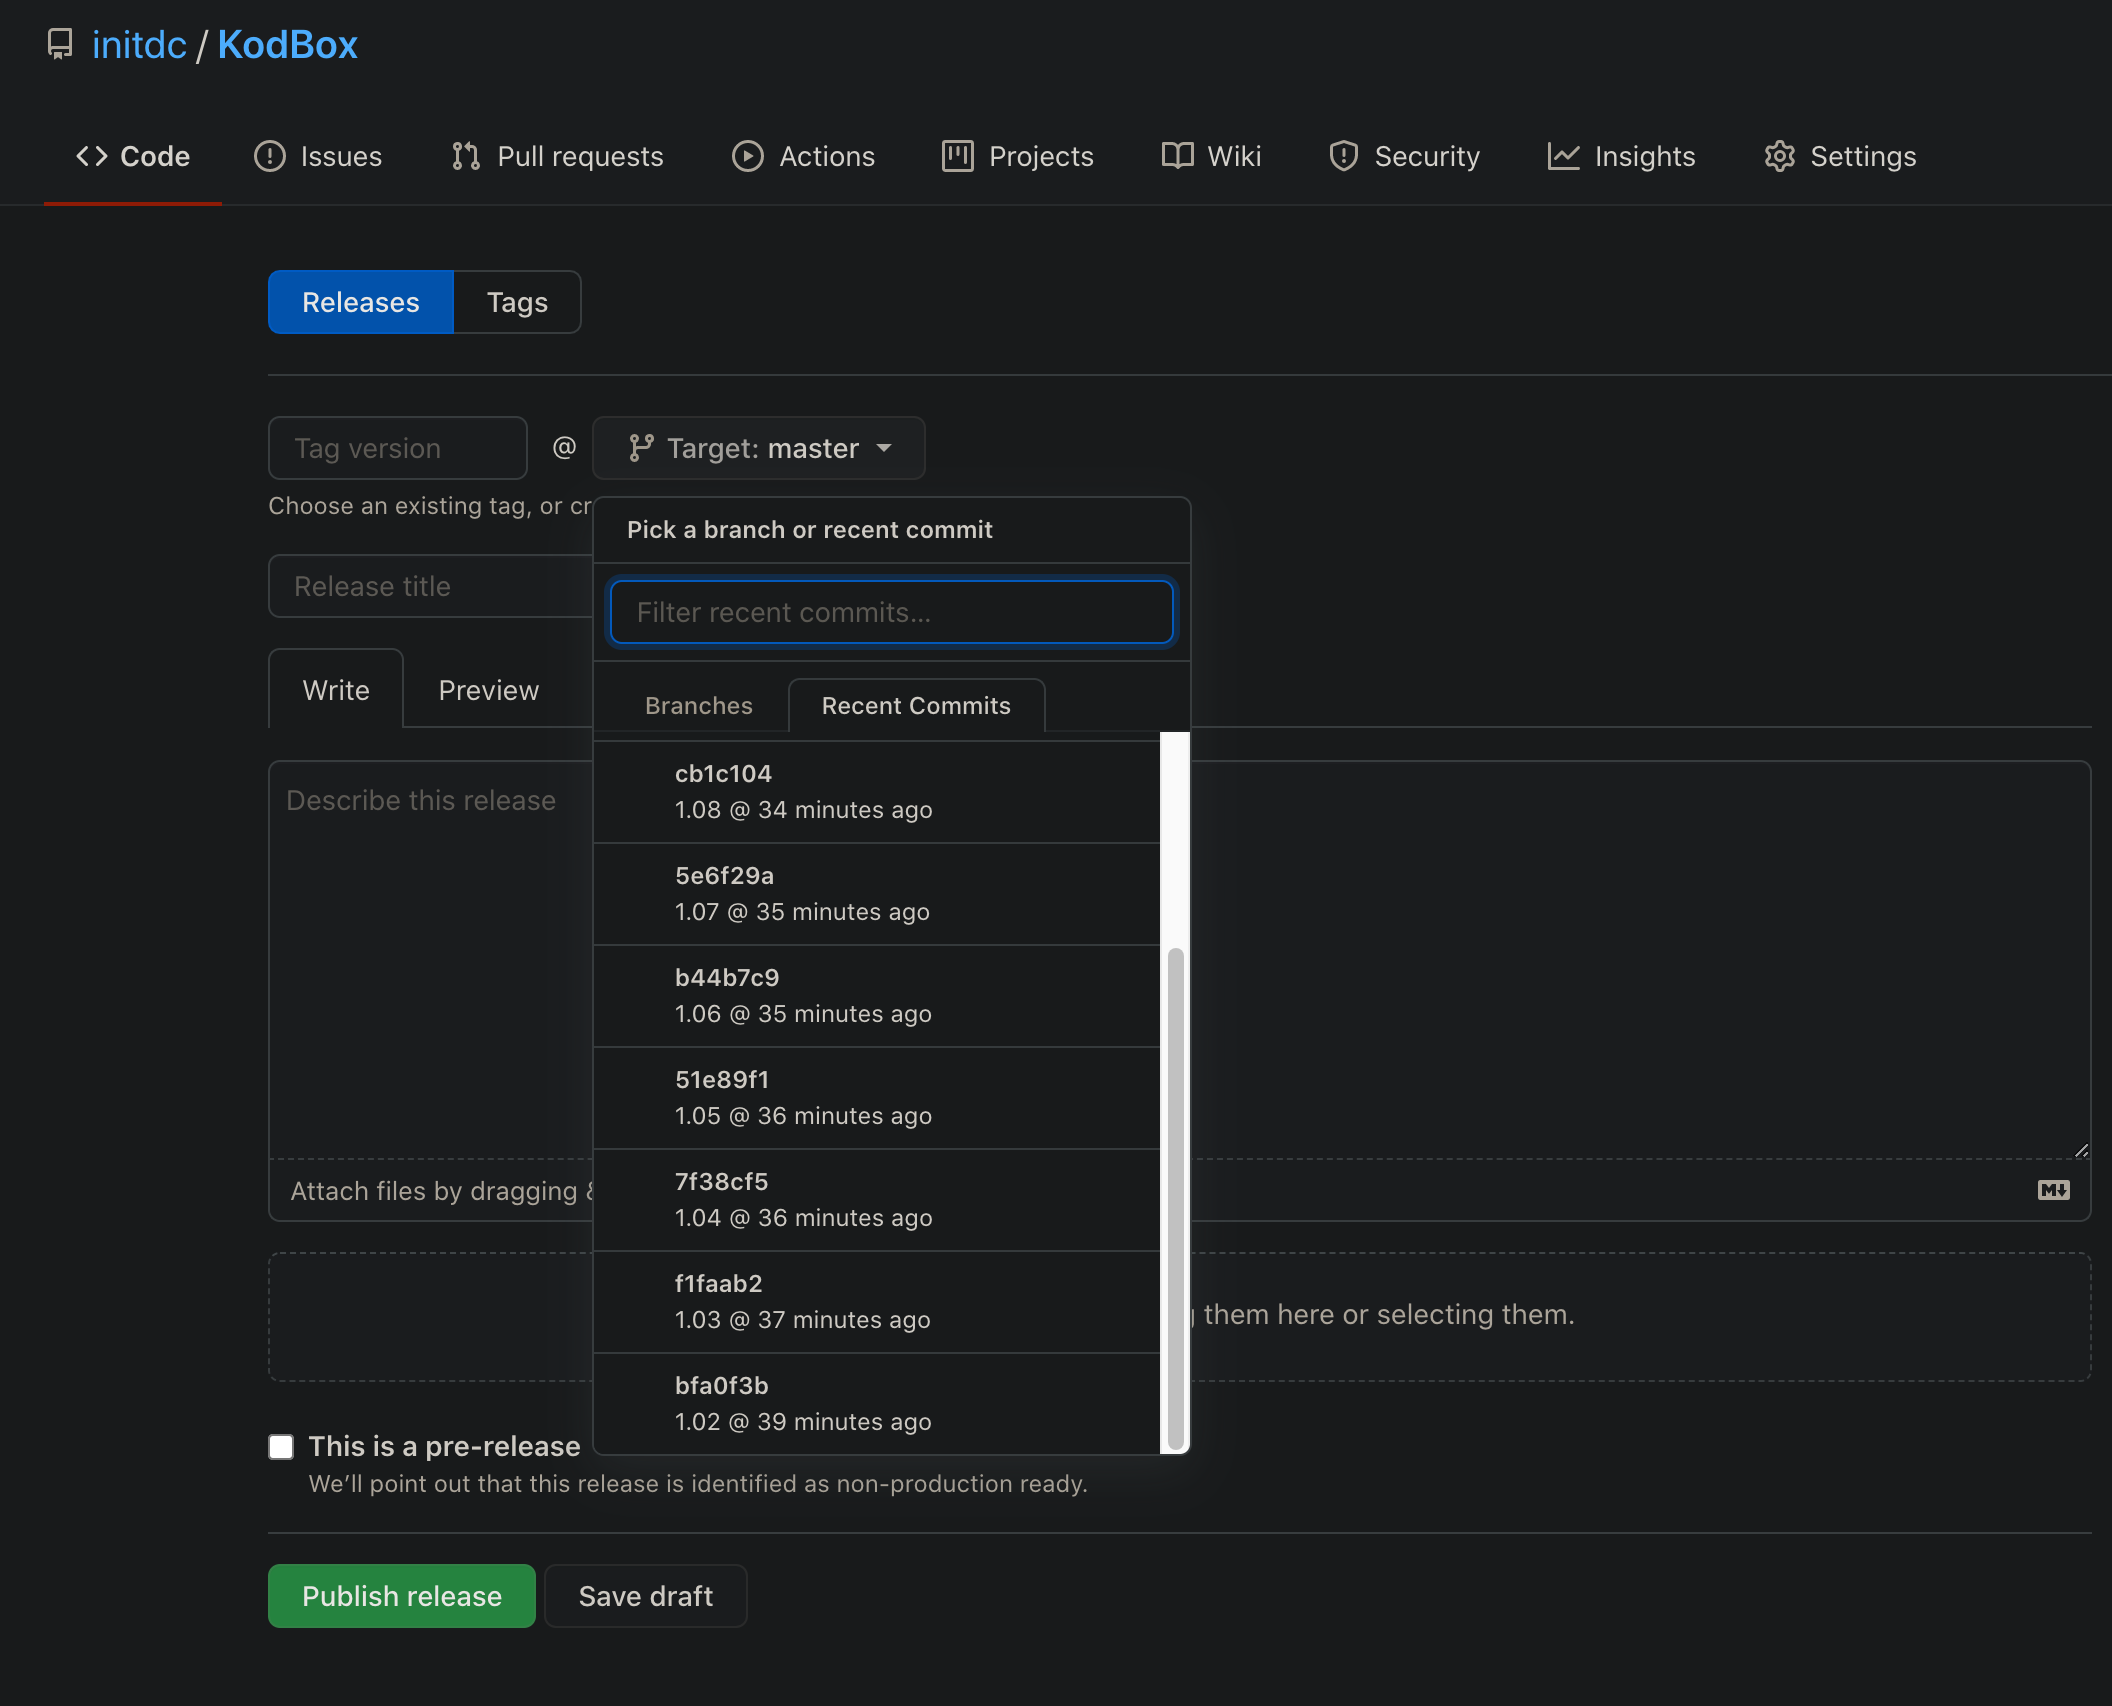 initdc / KodBox
Code Issues Pull requests Actions Projects Wiki Security Insights Settings
Releases Tags
Tag version @ Target: master
Choose an existing tag, or cr
Pick a branch or recent commit
Release title
Filter recent commits...
Write Preview
Branches Recent Commits
Describe this release
cb1c104
1.08 @ 34 minutes ago
5e6f29a
1.07 @ 35 minutes ago
b44b7c9
1.06 @ 35 minutes ago
51e89f1
1.05 @ 36 minutes ago
7f38cf5
1.04 @ 36 minutes ago
Attach files by dragging &
f1faab2
1.03 @ 37 minutes ago
them here or selecting them.
bfa0f3b
1.02 @ 39 minutes ago
This is a pre-release
We’ll point out that this release is identified as non-production ready.
Publish release Save draft